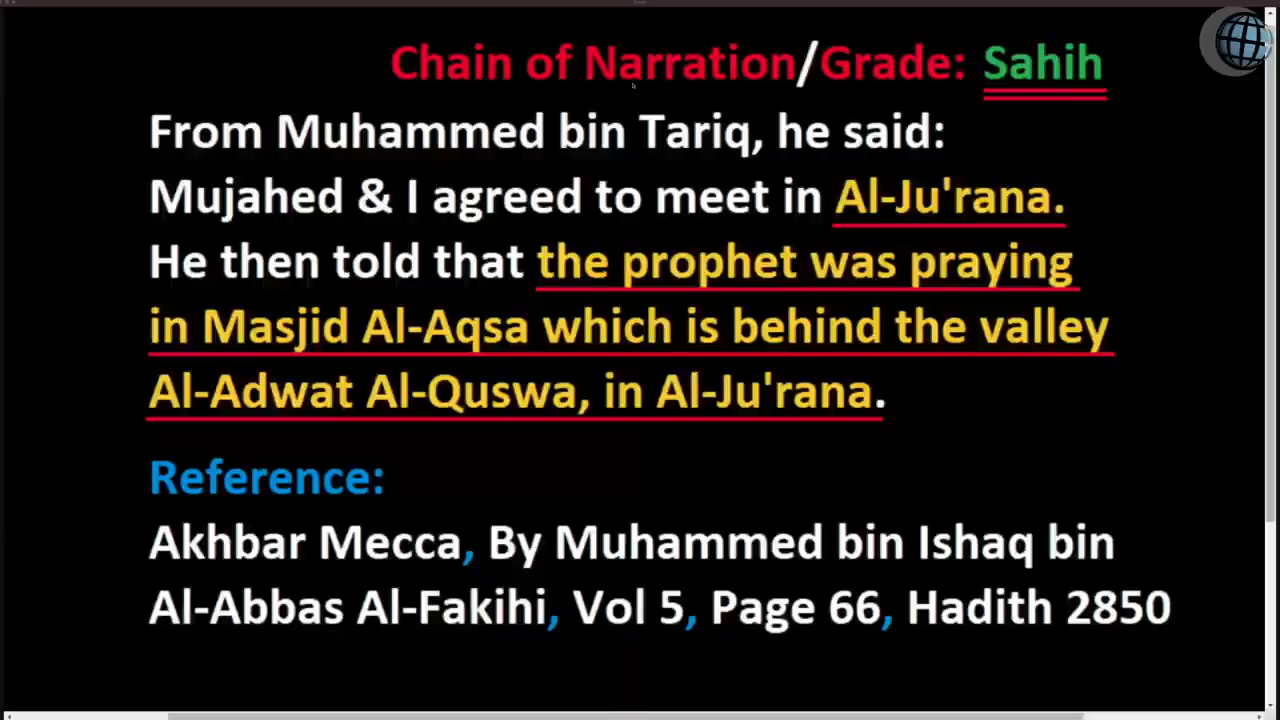 Chain of Narration/Grade: Sahih
From Muhammed bin Tariq, he said:
Mujahed & I agreed to meet in Al-Ju'rana.
He then told that the prophet was praying
in Masjid Al-Aqsa which is behind the valley
Al-Adwat Al-Quswa, in Al-Ju'rana.
Reference:
Akhbar Mecca, By Muhammed bin Ishaq bin
Al-Abbas Al-Fakihi, Vol 5, Page 66, Hadith 2850